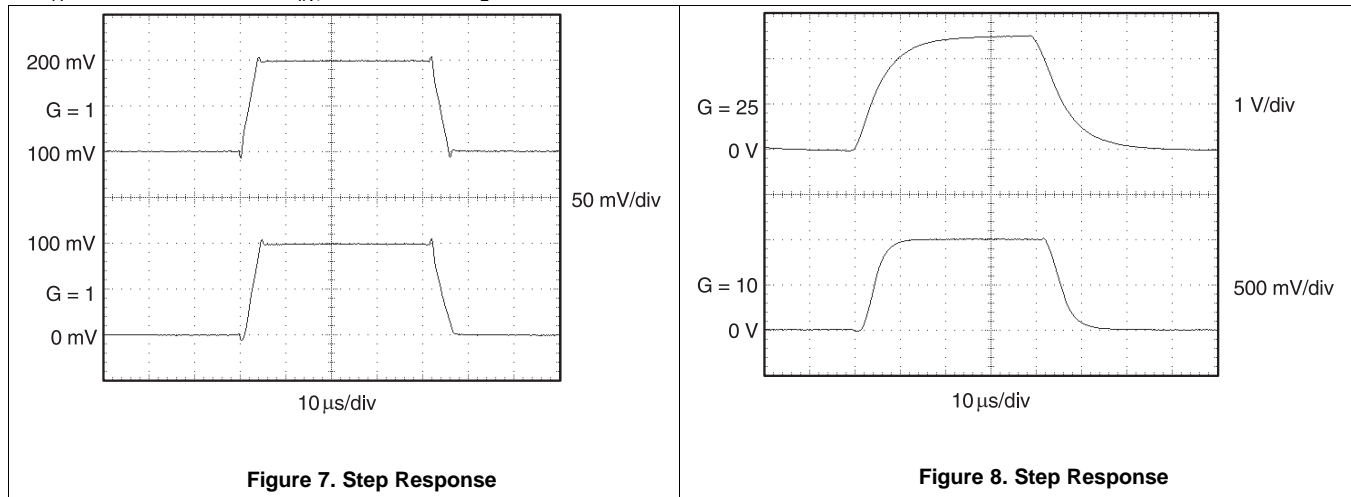 200 mV
G = 1
100 mV
50 mV/div
100 mV
G = 1
0 mV
10 µs/div
Figure 7. Step Response
G = 25
1 V/div
0 V
G = 10
500 mV/div
0 V
10 µs/div
Figure 8. Step Response